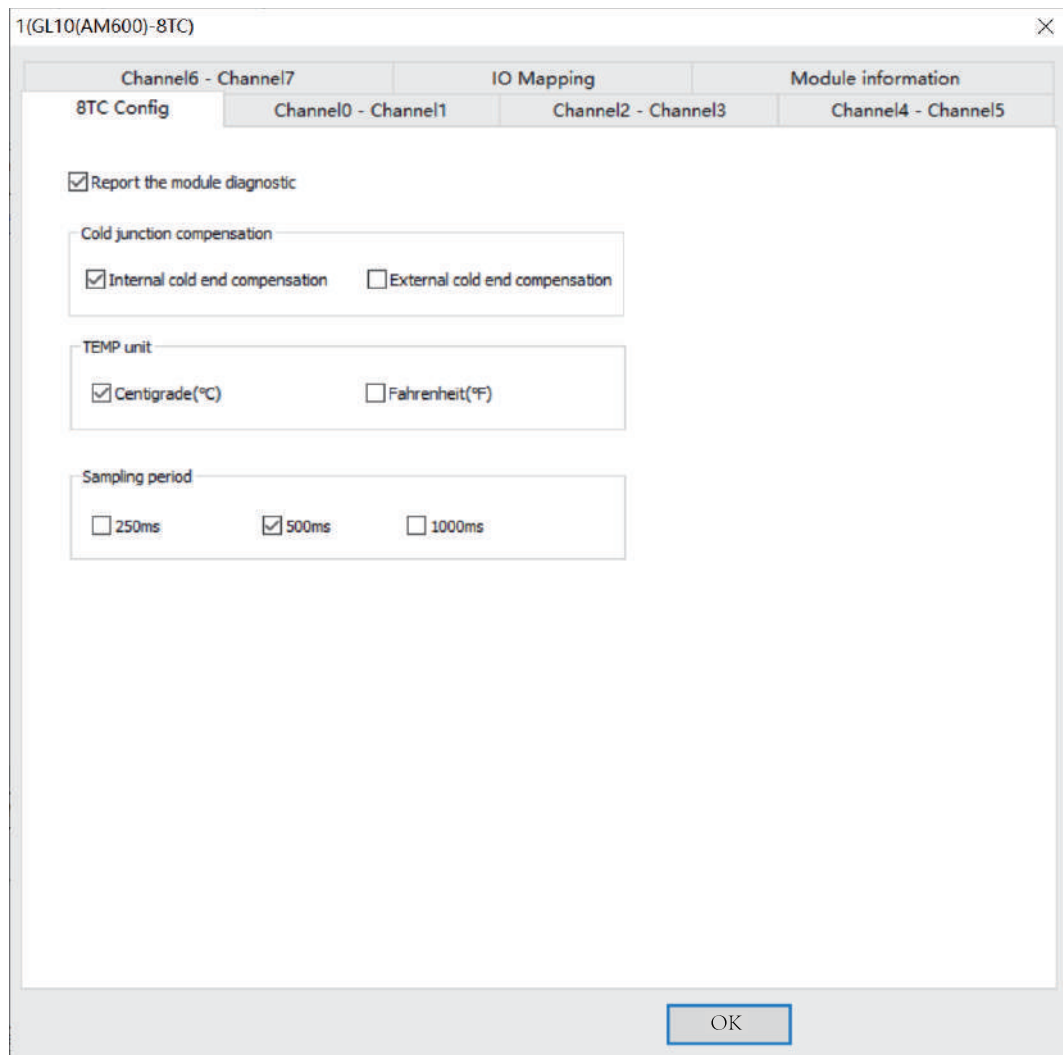 1(GL10(AM600)-8TC)
Channel6 - Channel7 IO Mapping Module information
8TC Config Channel0 - Channel1 Channel2 - Channel3 Channel4 - Channel5
Report the module diagnostic
Cold junction compensation
Internal cold end compensation External cold end compensation
TEMP unit
Centigrade(°C) Fahrenheit(°F)
Sampling period
250ms 500ms 1000ms
OK